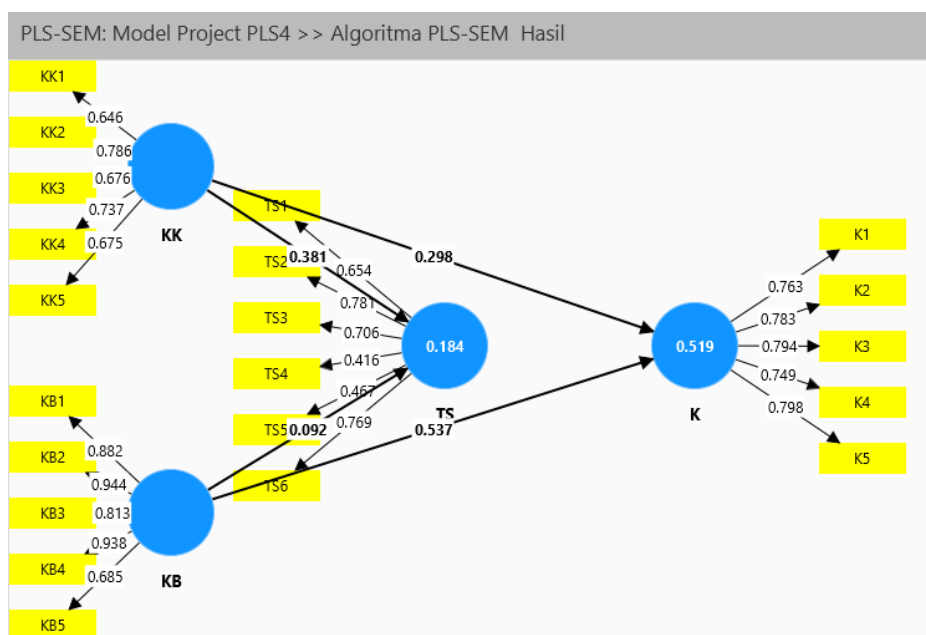 PLS-SEM: Model Project PLS4 >> Algoritma PLS-SEM Hasil
KK1
0.646
KK2
0.786
KK3
0.676
0.737
KK4
0.675
KK5
KK
TS1
0.381
0.298
TS2
0.654
0.781
TS3
0.706
0.184
TS4
0.416
0.467
TS5
0.092
0.769
TS
0.537
TS6
K1
0.763
K2
0.783
0.519
0.794
K3
0.749
K4
K
0.798
K5
KB1
0.882
KB2
0.944
KB3
0.813
0.938
KB4
0.685
KB
KB5